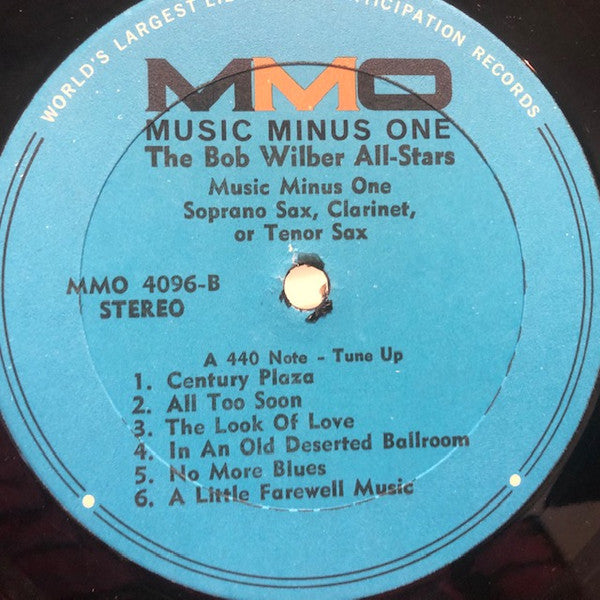 WORLD'S LARGEST LI
ARTICIPATION RECORDS
MMO
MUSIC MINUS ONE
The Bob Wilber All-Stars
Music Minus One
Soprano Sax, Clarinet,
or Tenor Sax
MMO 4096-B
STEREO
A 440 Note - Tune Up
1. Century Plaza
2. All Too Soon
3. The Look Of Love
4. In An Old Deserted Ballroom
5. No More Blues
6. A Little Farewell Music